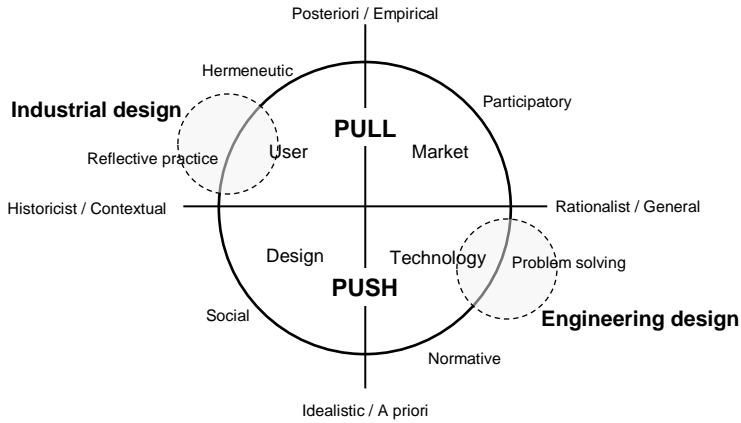 Posteriori / Empirical
Hermeneutic
Industrial design
Participatory
PULL
Reflective practice
User
Market
Historicist / Contextual
Rationalist / General
Design
Technology
Problem solving
PUSH
Social
Engineering design
Normative
Idealistic / A priori